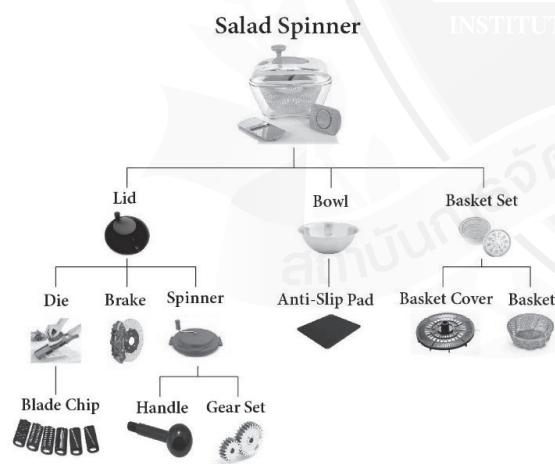 Salad Spinner
INSTITUT
Lid
Bowl
Basket Set
Die
Brake
Spinner
Anti-Slip Pad
Basket Cover
Basket
Blade Chip
Handle
Gear Set